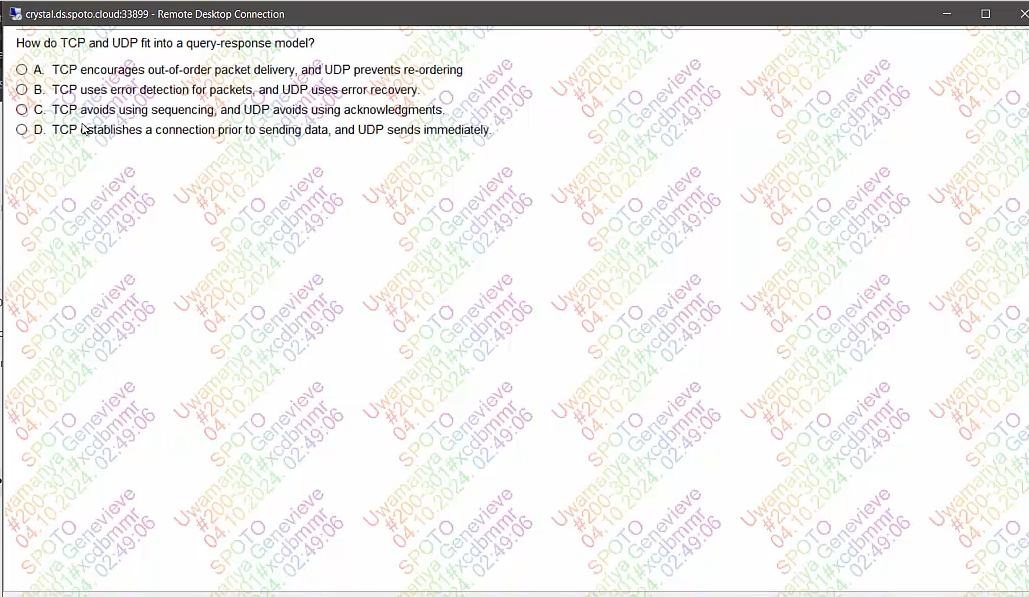 crystal.ds.spoto.cloud:33899 - Remote Desktop Connection
How do TCP and UDP fit into a query-response model?
A. TCP encourages out-of-order packet delivery, and UDP prevents re-ordering
B. TCP uses error detection for packets, and UDP uses error recovery.
C. TCP avoids using sequencing, and UDP avoids using acknowledgments.
D. TCP establishes a connection prior to sending data, and UDP sends immediately.
Uwamariya Genevieve
#200-301#xcdbmmr
04.10.2024. 02:49:06
SPOTO